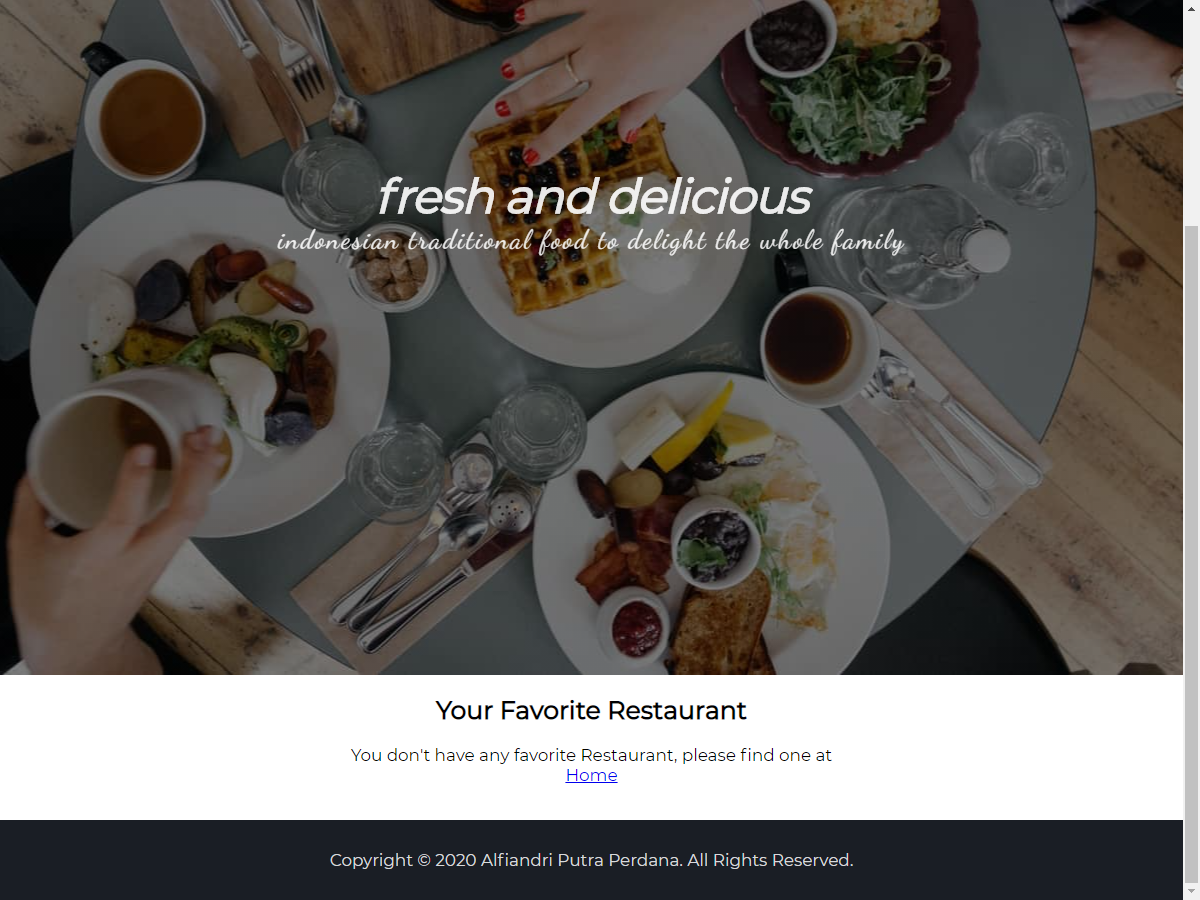 fresh and delicious
indonesian traditional food to delight the whole family
Your Favorite Restaurant
You don't have any favorite Restaurant, please find one at
Home
Copyright © 2020 Alfiandri Putra Perdana. All Rights Reserved.